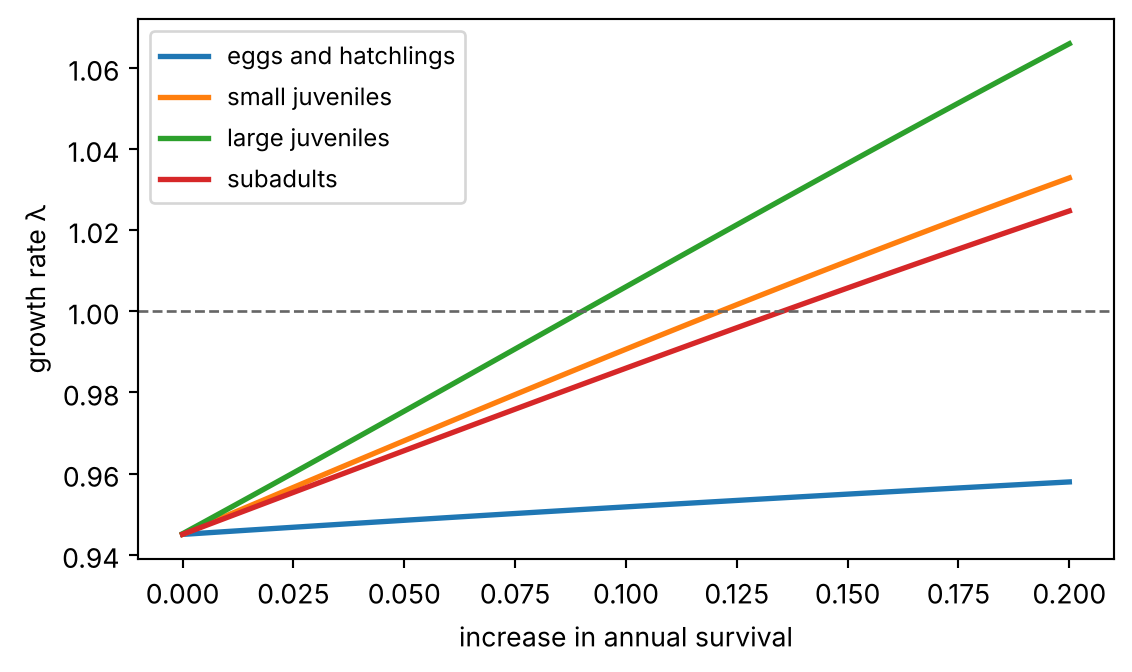 eggs and hatchlings
small juveniles
large juveniles
subadults
growth rate λ
1.06
1.04
1.02
1.00
0.98
0.96
0.94
0.000 0.025 0.050 0.075 0.100 0.125 0.150 0.175 0.200
increase in annual survival